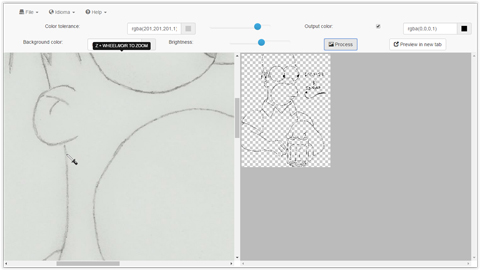 File Idioma Help
Color tolerance: rgba(201,201,201,1) Output color: rgba(0,0,0,1)
Background color: Z + WHEEL/MOR TO ZOOM Brightness: Process Preview in new tab